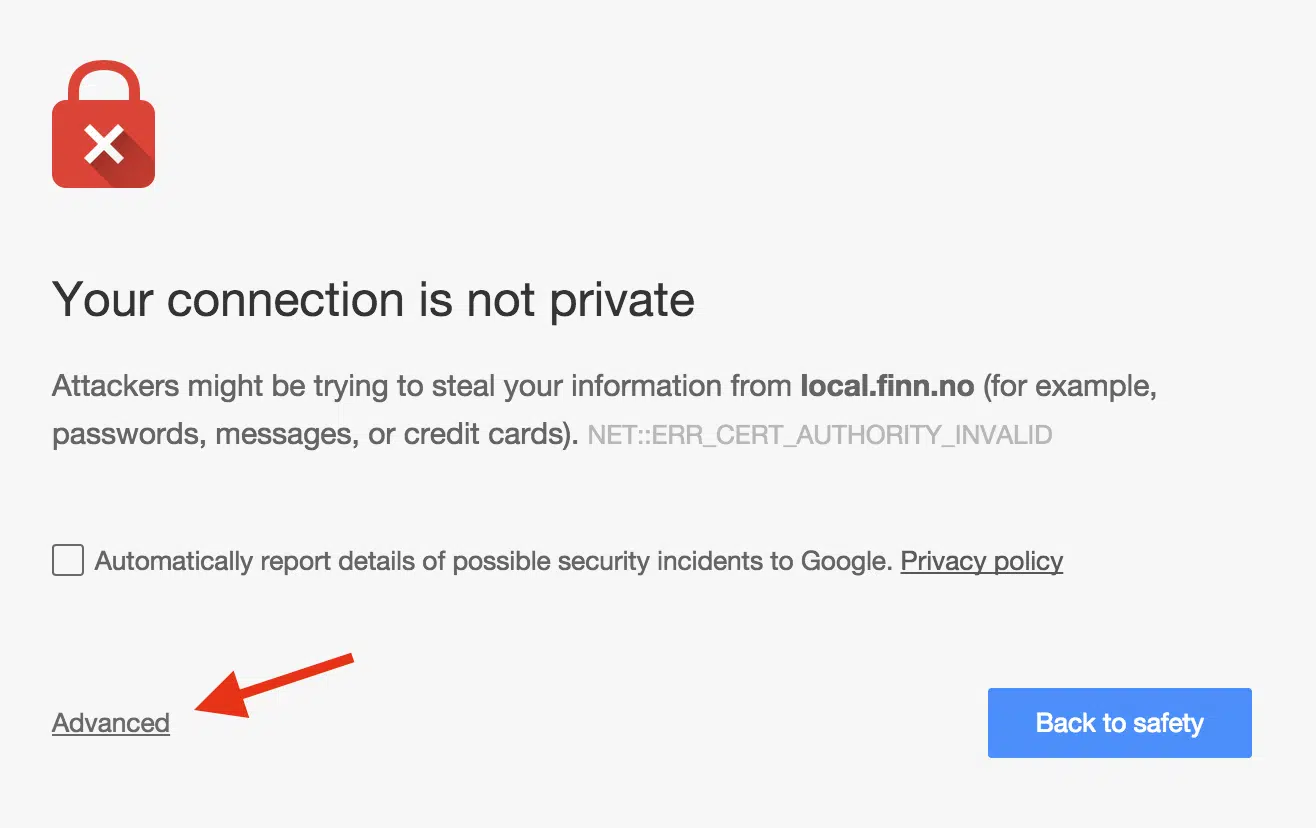 Your connection is not private
Attackers might be trying to steal your information from local.finn.no (for example,
passwords, messages, or credit cards). NET::ERR_CERT_AUTHORITY_INVALID
Automatically report details of possible security incidents to Google. Privacy policy
Advanced
Back to safety